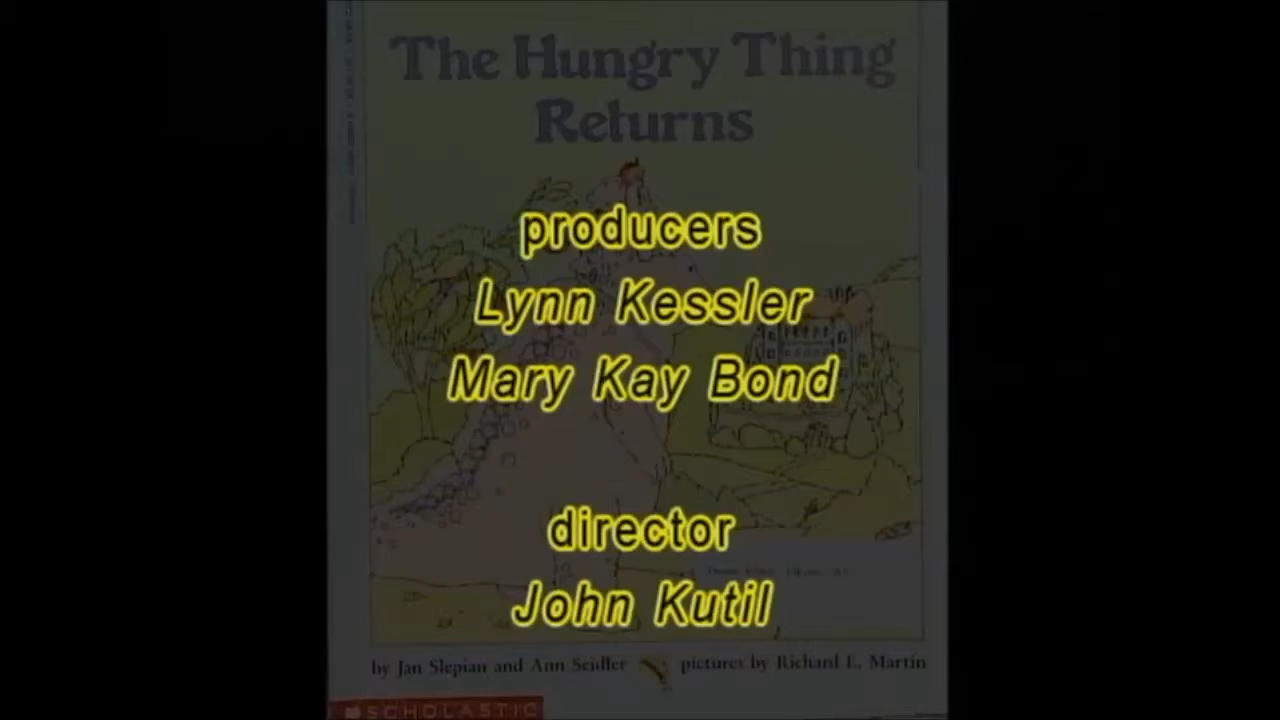 The Hungry Thing
Returns
producers
Lynn Kessler
Mary Kay Bond
director
John Kutil
by Jan Slepian and Ann Seidler
pictures by Richard E. Martin
SCHOLASTIC